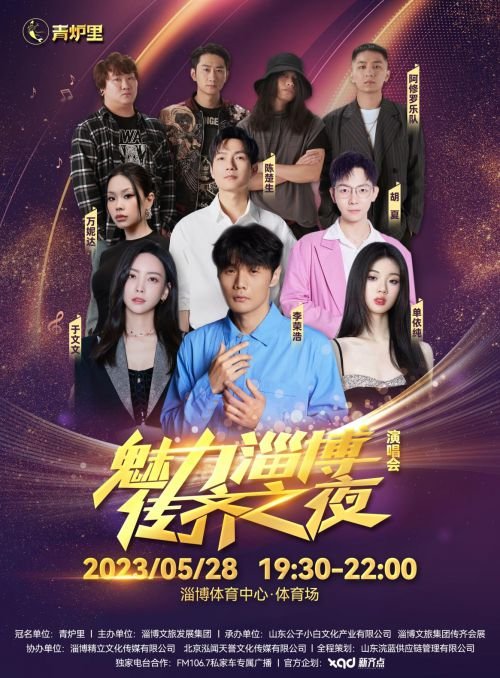 青炉里
阿修罗乐队
陈楚生
胡夏
万妮达
于文文
李荣浩
单依纯
魅力淄博
传齐之夜
演唱会
2023/05/28 19:30-22:00
淄博体育中心·体育场
冠名单位：青炉里 | 主办单位：淄博文旅发展集团 | 承办单位：山东公子小白文化产业有限公司 淄博文旅集团传齐会展
协办单位：淄博精立文化传媒有限公司 北京泓闻天誉文化传媒有限公司 | 全程策划：山东浣蓝供应链管理有限公司
独家电台合作：FM106.7私家车专属广播 | 官方企划：xqd 新齐点